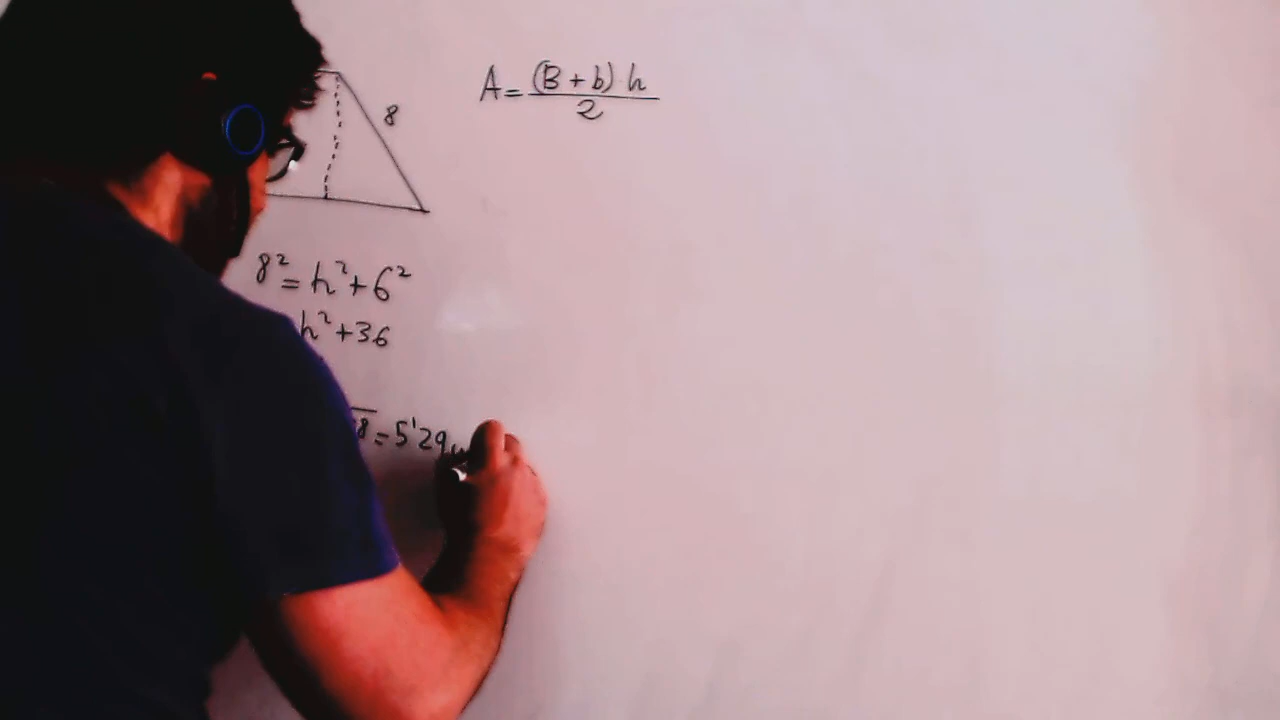 8
A = (B + b) h / 2
8² = h² + 6²
h² + 36
8 = 5'29